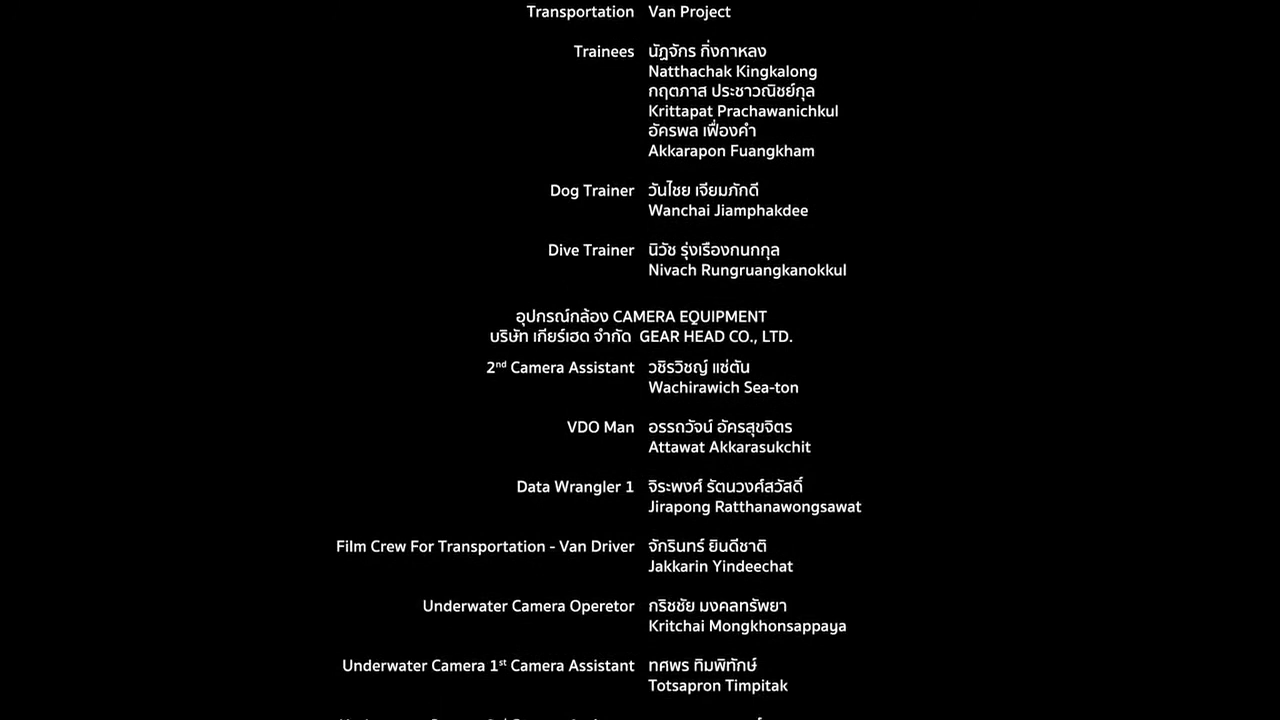 Transportation Van Project
Trainees นัฏจักร กิ่งกาหลง
Natthachak Kingkalong
กฤตภาส ประชาวณิชย์กุล
Krittapat Prachawanichkul
อัครพล เฟื่องคำ
Akkarapon Fuangkham
Dog Trainer วันไชย เจียมภักดี
Wanchai Jiamphakdee
Dive Trainer นิวัช รุ่งเรืองกนกกุล
Nivach Rungruangkanokkul
อุปกรณ์กล้อง CAMERA EQUIPMENT
บริษัท เกียร์เฮด จำกัด GEAR HEAD CO., LTD.
2nd Camera Assistant วชิรวิชญ์ แซ่ตัน
Wachirawich Sea-ton
VDO Man อรรถวัจน์ อัครสุขจิตร
Attawat Akkarasukchit
Data Wrangler 1 จิระพงศ์ รัตนวงศ์สวัสดิ์
Jirapong Ratthanawongsawat
Film Crew For Transportation - Van Driver จักรินทร์ ยินดีชาติ
Jakkarin Yindeechat
Underwater Camera Operetor กริชชัย มงคลทรัพยา
Kritchai Mongkhonsappaya
Underwater Camera 1st Camera Assistant ทศพร ทิมพิทักษ์
Totsapron Timpitak